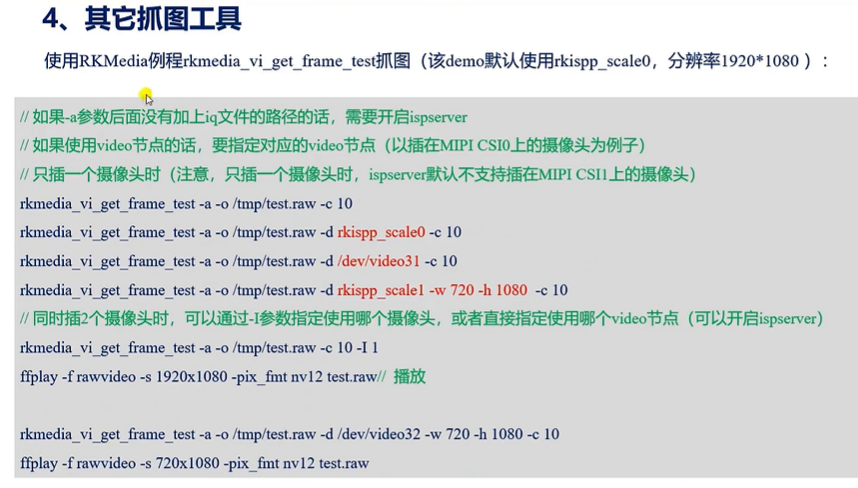 4、其它抓图工具
使用RKMedia例程rkmedia_vi_get_frame_test抓图（该demo默认使用rkispp_scale0，分辨率1920*1080 ）：
// 如果-a参数后面没有加上iq文件的路径的话，需要开启ispserver
// 如果使用video节点的话，要指定对应的video节点（以插在MIPI CSI0上的摄像头为例子）
// 只插一个摄像头时（注意，只插一个摄像头时，ispserver默认不支持插在MIPI CSI1上的摄像头）
rkmedia_vi_get_frame_test -a -o /tmp/test.raw -c 10
rkmedia_vi_get_frame_test -a -o /tmp/test.raw -d rkispp_scale0 -c 10
rkmedia_vi_get_frame_test -a -o /tmp/test.raw -d /dev/video31 -c 10
rkmedia_vi_get_frame_test -a -o /tmp/test.raw -d rkispp_scale1 -w 720 -h 1080 -c 10
// 同时插2个摄像头时，可以通过-I参数指定使用哪个摄像头，或者直接指定使用哪个video节点（可以开启ispserver）
rkmedia_vi_get_frame_test -a -o /tmp/test.raw -c 10 -I 1
ffplay -f rawvideo -s 1920x1080 -pix_fmt nv12 test.raw// 播放
rkmedia_vi_get_frame_test -a -o /tmp/test.raw -d /dev/video32 -w 720 -h 1080 -c 10
ffplay -f rawvideo -s 720x1080 -pix_fmt nv12 test.raw